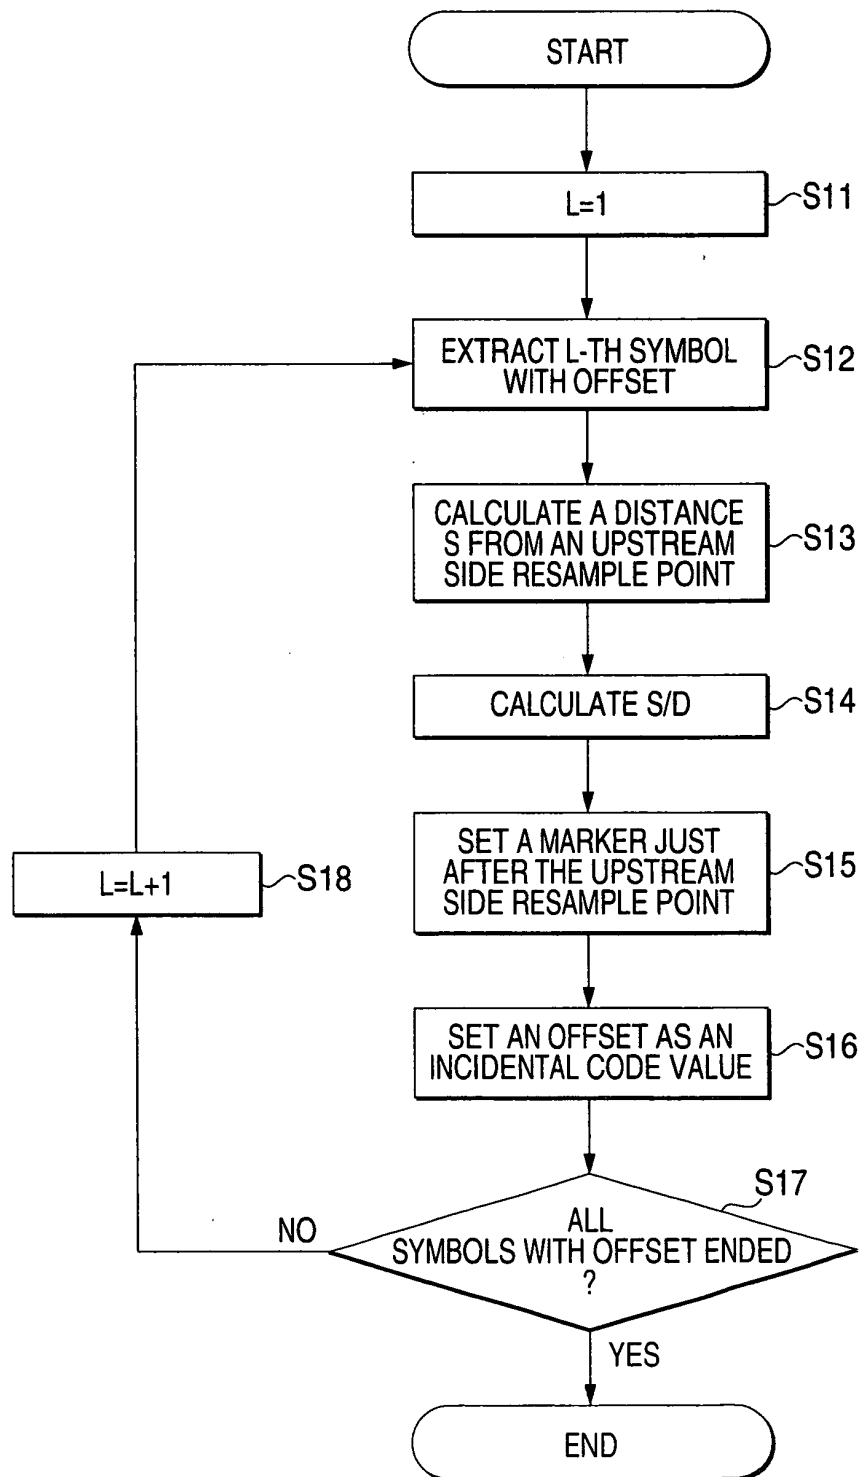 START
L=1
S11
EXTRACT L-TH SYMBOL
WITH OFFSET
S12
CALCULATE A DISTANCE
S FROM AN UPSTREAM
SIDE RESAMPLE POINT
S13
CALCULATE S/D
S14
SET A MARKER JUST
AFTER THE UPSTREAM
SIDE RESAMPLE POINT
S15
L=L+1
S18
SET AN OFFSET AS AN
INCIDENTAL CODE VALUE
S16
S17
ALL
SYMBOLS WITH OFFSET ENDED
?
NO
YES
END